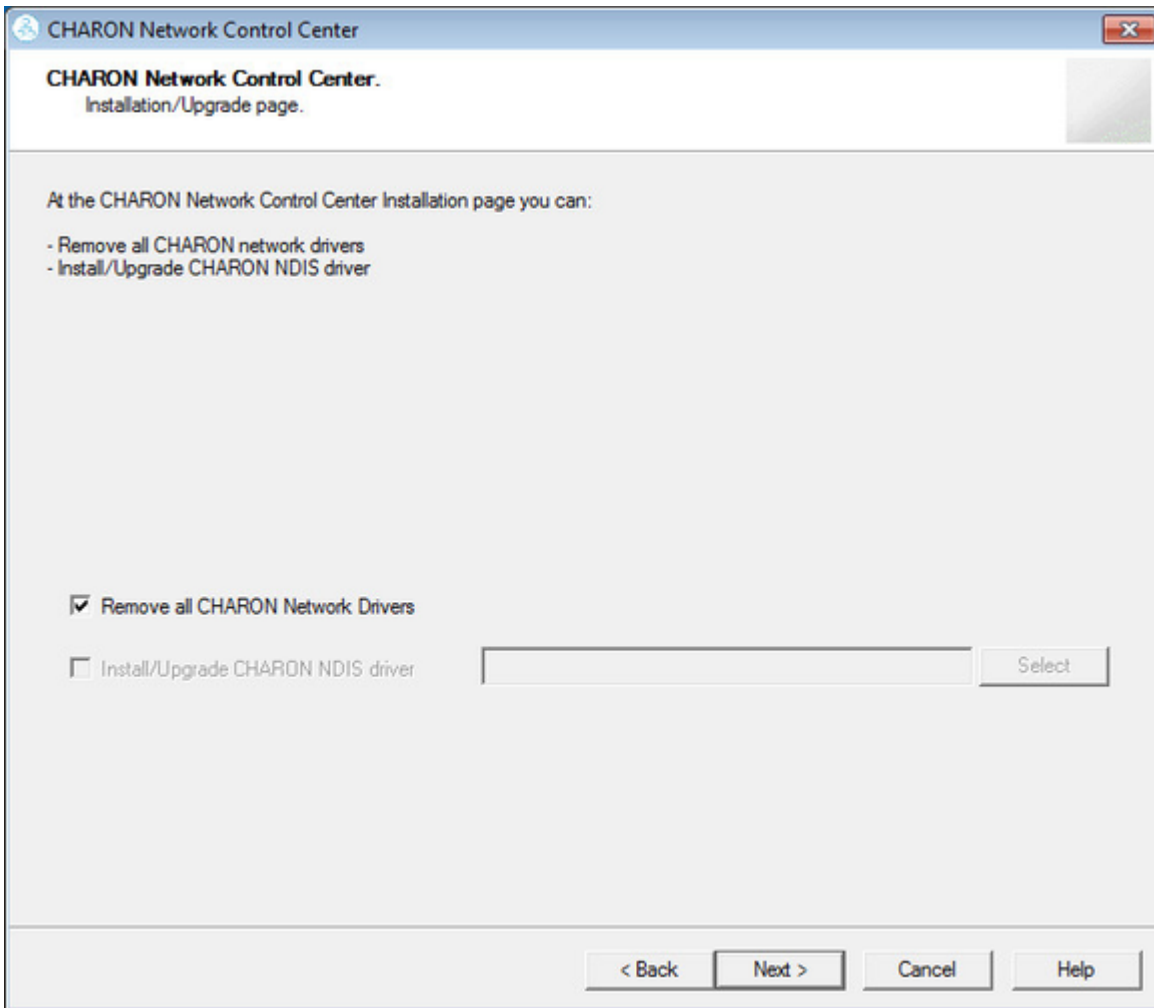 CHARON Network Control Center
CHARON Network Control Center.
Installation/Upgrade page.
At the CHARON Network Control Center Installation page you can:
- Remove all CHARON network drivers
- Install/Upgrade CHARON NDIS driver
Remove all CHARON Network Drivers
Install/Upgrade CHARON NDIS driver Select
< Back Next > Cancel Help